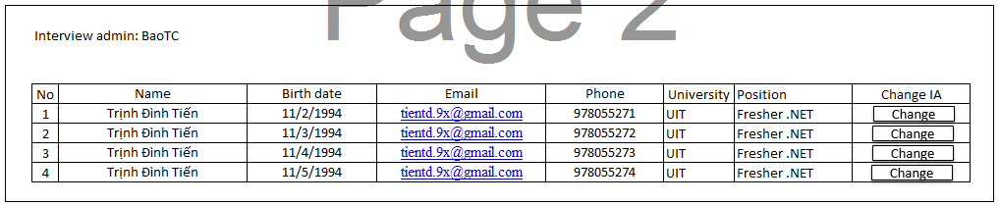 Page 2
Interview admin: BaoTC
No Name Birth date Email Phone University Position Change IA
1 Trịnh Đình Tiến 11/2/1994 tientd.9x@gmail.com 978055271 UIT Fresher .NET Change
2 Trịnh Đình Tiến 11/3/1994 tientd.9x@gmail.com 978055272 UIT Fresher .NET Change
3 Trịnh Đình Tiến 11/4/1994 tientd.9x@gmail.com 978055273 UIT Fresher .NET Change
4 Trịnh Đình Tiến 11/5/1994 tientd.9x@gmail.com 978055274 UIT Fresher .NET Change